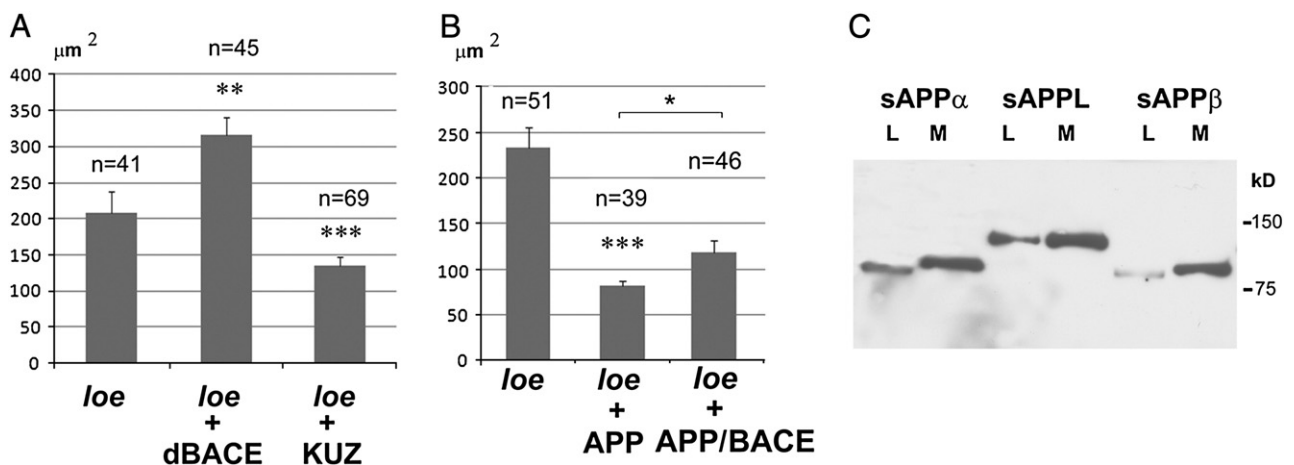 A
μm 2
n=45
400
350
300
250
200
150
100
50
0
**
n=41
n=69
***
loe
loe
+
dBACE
loe
+
KUZ
B
μm 2
300
250
200
150
100
50
0
n=51
*
n=46
n=39
***
loe
loe
+
APP
loe
+
APP/BACE
C
sAPPα sAPPL sAPPβ
L M L M L M
kD
-150
-75